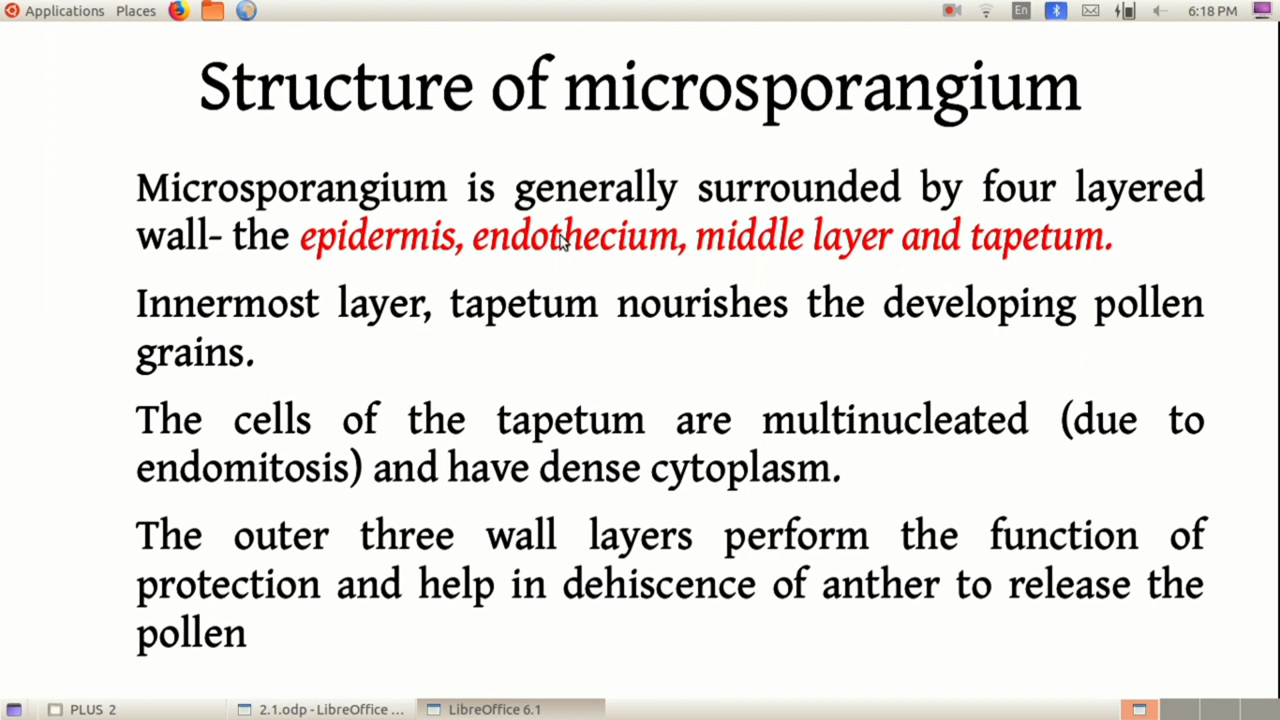 Applications Places En 6:18 PM
Structure of microsporangium
Microsporangium is generally surrounded by four layered
wall- the epidermis, endothecium, middle layer and tapetum.
Innermost layer, tapetum nourishes the developing pollen
grains.
The cells of the tapetum are multinucleated (due to
endomitosis) and have dense cytoplasm.
The outer three wall layers perform the function of
protection and help in dehiscence of anther to release the
pollen
PLUS 2 2.1.odp - LibreOffice ... LibreOffice 6.1